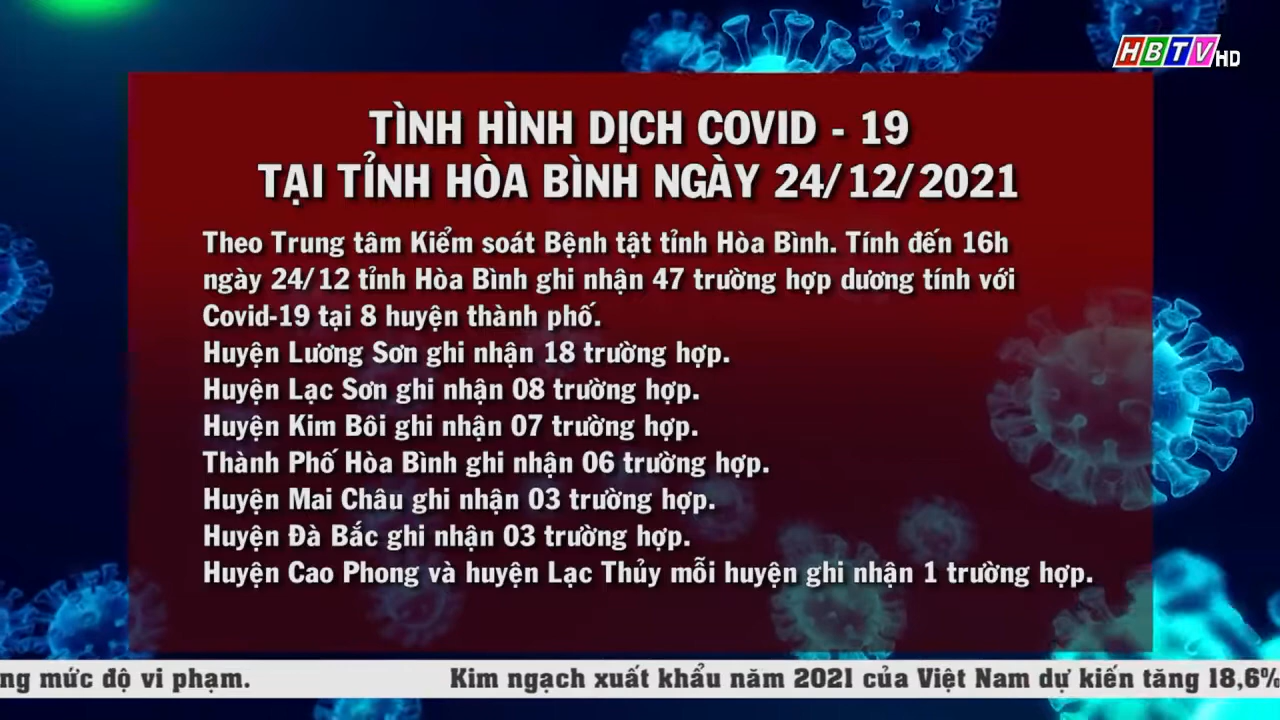 HBTV HD
TÌNH HÌNH DỊCH COVID - 19
TẠI TỈNH HÒA BÌNH NGÀY 24/12/2021
Theo Trung tâm Kiểm soát Bệnh tật tỉnh Hòa Bình. Tính đến 16h
ngày 24/12 tỉnh Hòa Bình ghi nhận 47 trường hợp dương tính với
Covid-19 tại 8 huyện thành phố.
Huyện Lương Sơn ghi nhận 18 trường hợp.
Huyện Lạc Sơn ghi nhận 08 trường hợp.
Huyện Kim Bôi ghi nhận 07 trường hợp.
Thành Phố Hòa Bình ghi nhận 06 trường hợp.
Huyện Mai Châu ghi nhận 03 trường hợp.
Huyện Đà Bắc ghi nhận 03 trường hợp.
Huyện Cao Phong và huyện Lạc Thủy mỗi huyện ghi nhận 1 trường hợp.
ng mức độ vi phạm. Kim ngạch xuất khẩu năm 2021 của Việt Nam dự kiến tăng 18,6%